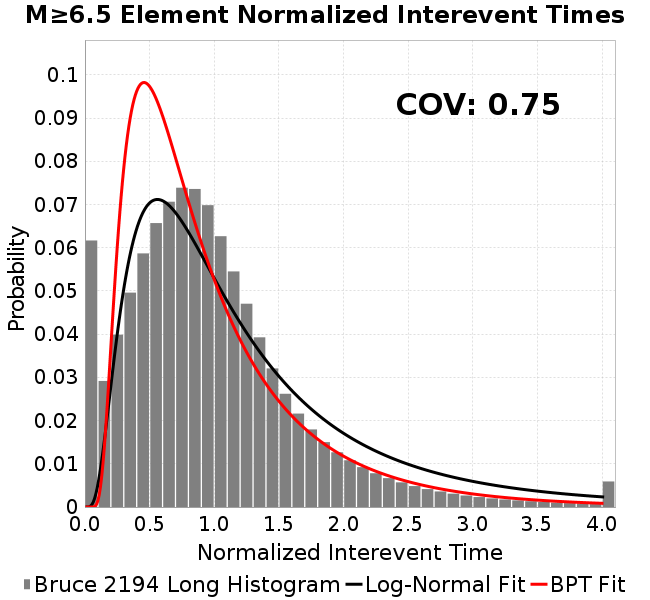 M≥6.5 Element Normalized Interevent Times
COV: 0.75
Probability
0.1
0.09
0.08
0.07
0.06
0.05
0.04
0.03
0.02
0.01
0
0.0 0.5 1.0 1.5 2.0 2.5 3.0 3.5 4.0
Normalized Interevent Time
Bruce 2194 Long Histogram Log-Normal Fit BPT Fit